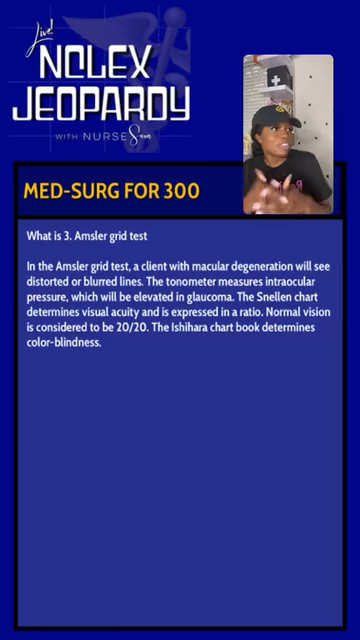 Live!
NCLEX
JEOPARDY
WITH NURSE Sam
MED-SURG FOR 300
What is 3. Amsler grid test
In the Amsler grid test, a client with macular degeneration will see
distorted or blurred lines. The tonometer measures intraocular
pressure, which will be elevated in glaucoma. The Snellen chart
determines visual acuity and is expressed in a ratio. Normal vision
is considered to be 20/20. The Ishihara chart book determines
color-blindness.